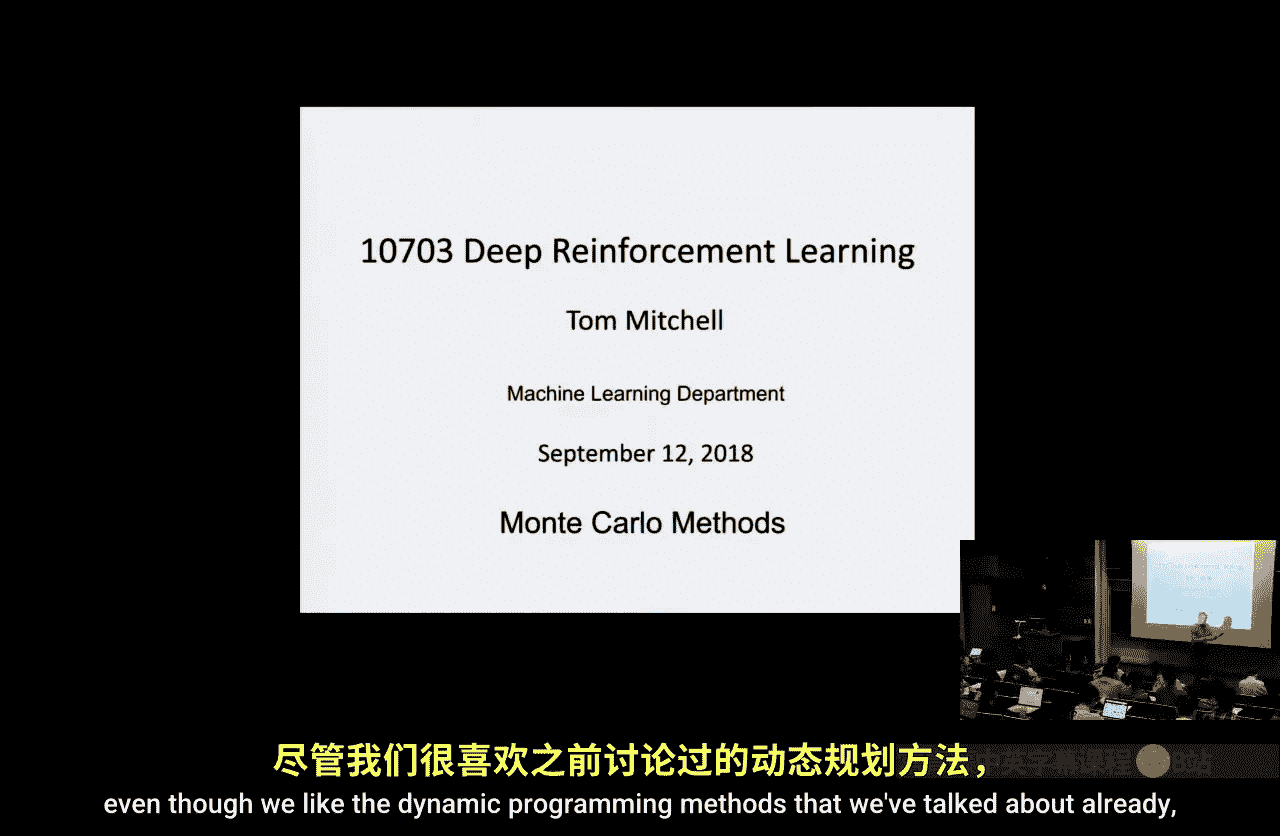 10703 Deep Reinforcement Learning
Tom Mitchell
Machine Learning Department
September 12, 2018
Monte Carlo Methods
尽管我们很喜欢之前讨论过的动态规划方法，
even though we like the dynamic programming methods that we've talked about already,